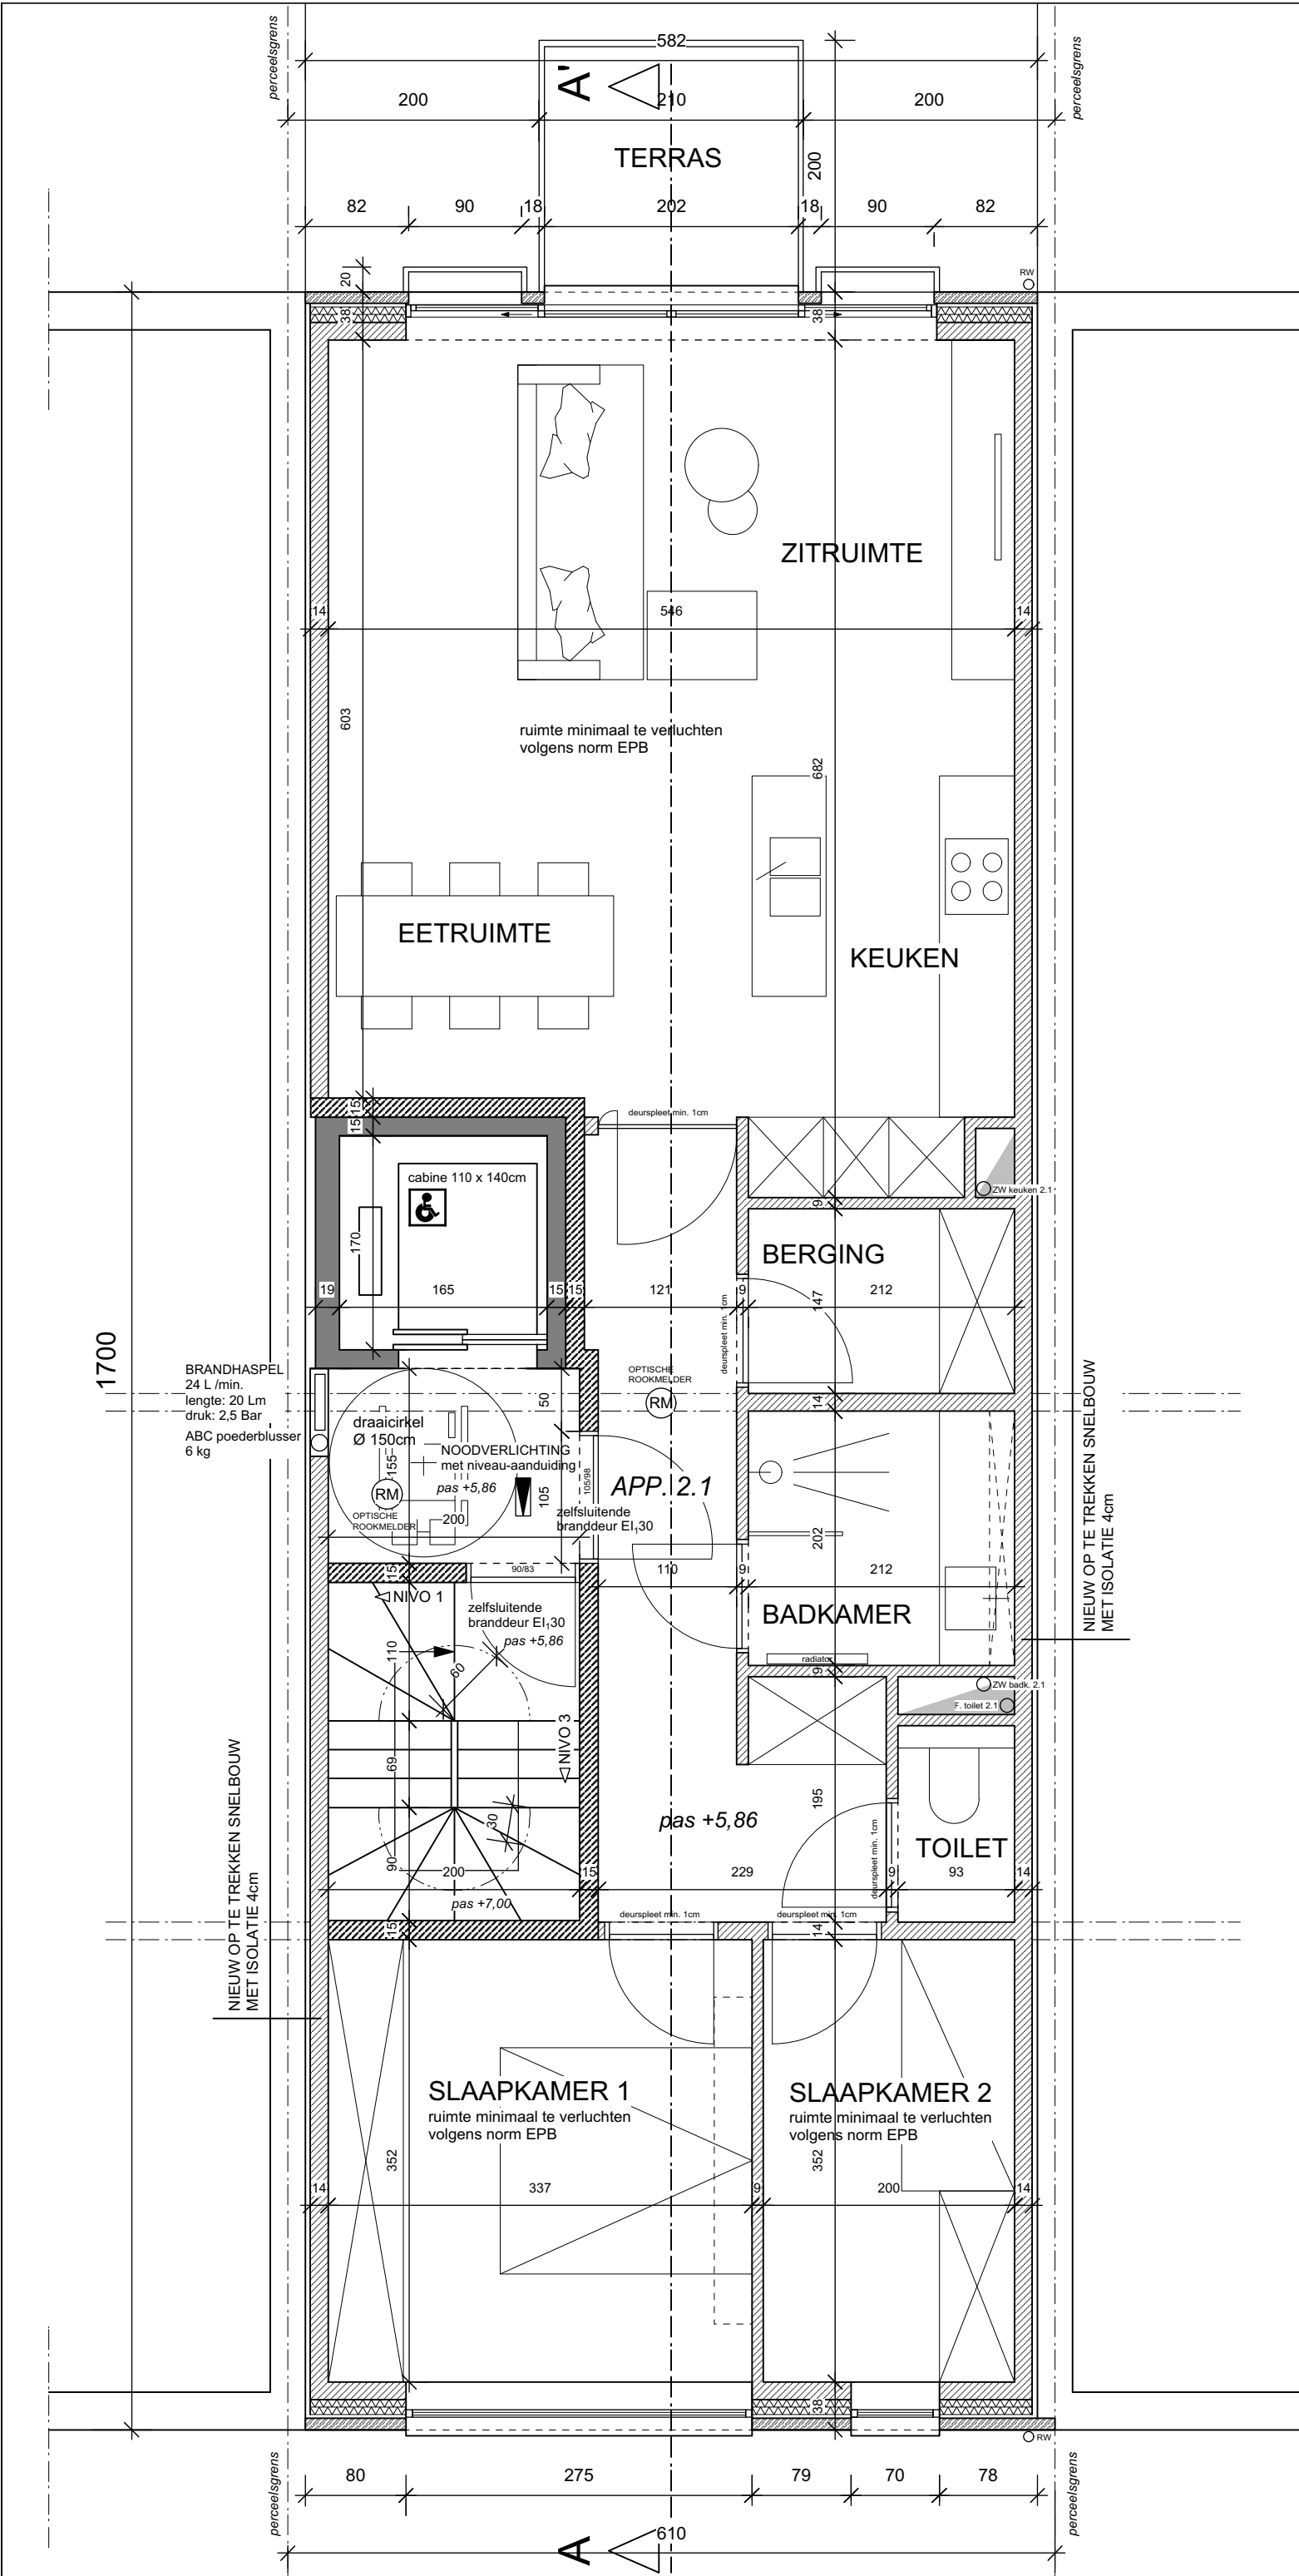 582
perceelsgrens
perceelsgrens
A'
200
210
200
TERRAS
200
82
90
18
202
18
90
82
20
RW
38
38
ZITRUIMTE
14
546
14
603
ruimte minimaal te verluchten
volgens norm EPB
682
EETRUIMTE
KEUKEN
15
15
deurspleet min. 1cm
cabine 110 x 140cm
ZW keuken 2.1
9
170
BERGING
19
165
15
15
121
9
147
212
deurspleet min. 1cm
1700
BRANDHASPEL
24 L /min.
lengte: 20 Lm
druk: 2,5 Bar
ABC poederblusser
6 kg
OPTISCHE
ROOKMELDER
RM
50
14
draaicirkel
Ø 150cm
NOODVERLICHTING
met niveau-aanduiding
155
pas +5,86
RM
OPTISCHE
ROOKMELDER
200
105
105/98
APP. 2.1
zelfsluitende
branddeur EI₁30
202
NIEUW OP TE TREKKEN SNELBOUW
MET ISOLATIE 4cm
15
90/83
110
9
212
NIVO 1
zelfsluitende
branddeur EI₁30
pas +5,86
BADKAMER
110
60
radiator
9
ZW badk. 2.1
F. toilet 2.1
NIVO 3
69
195
30
pas +5,86
TOILET
NIEUW OP TE TREKKEN SNELBOUW
MET ISOLATIE 4cm
90
200
15
229
9
93
14
deurspleet min. 1cm
pas +7,00
deurspleet min. 1cm
deurspleet min. 1cm
15
14
SLAAPKAMER 1
ruimte minimaal te verluchten
volgens norm EPB
SLAAPKAMER 2
ruimte minimaal te verluchten
volgens norm EPB
352
352
14
337
9
200
14
38
RW
80
275
79
70
78
perceelsgrens
perceelsgrens
A
610